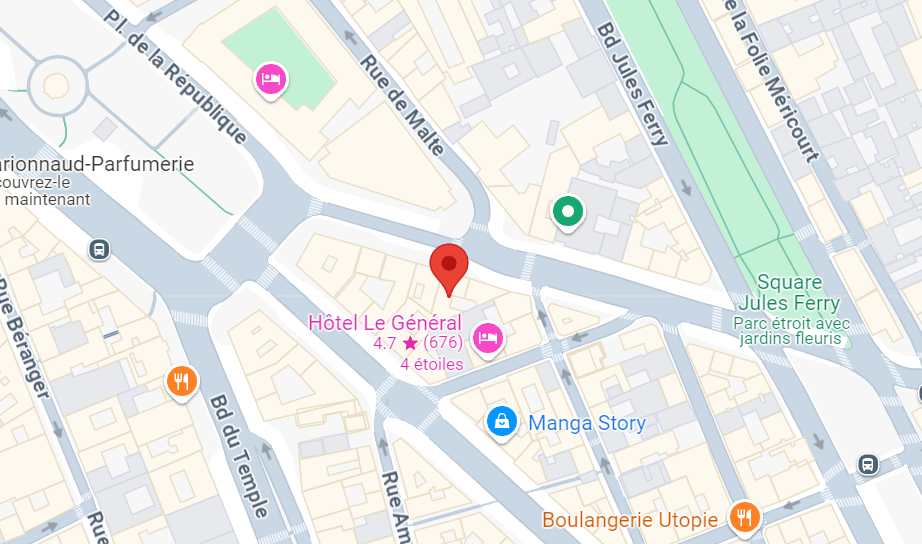 Pl. de la République
Rue de Malte
Bd Jules Ferry
e la Folie Méricourt
arionnaud-Parfumerie
couvrez-le
maintenant
Square
Jules Ferry
Parc étroit avec
jardins fleuris
Rue Béranger
Hôtel Le Général
4.7 ★ (676)
4 étoiles
Bd du Temple
Manga Story
Rue Am
Rue
Boulangerie Utopie